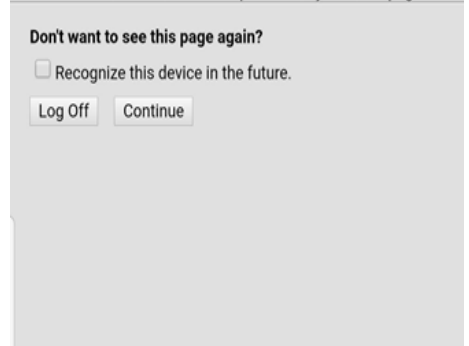 Don't want to see this page again?
Recognize this device in the future.
Log Off Continue